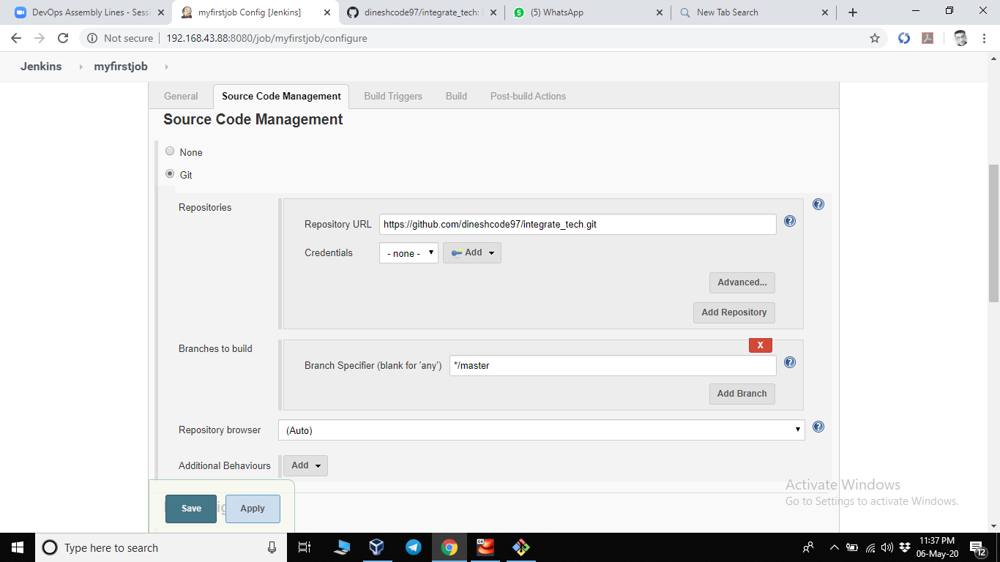 DevOps Assembly Lines - Sessi
myfirstjob Config [Jenkins]
dineshcode97/integrate_tech:
5 (5) WhatsApp
New Tab Search
Not secure 192.168.43.88:8080/job/myfirstjob/configure
Jenkins myfirstjob
General Source Code Management Build Triggers Build Post-build Actions
Source Code Management
None
Git
Repositories
Repository URL https://github.com/dineshcode97/integrate_tech.git
Credentials - none - Add
Advanced...
Add Repository
Branches to build
X
Branch Specifier (blank for 'any') */master
Add Branch
Repository browser (Auto)
Additional Behaviours Add
Activate Windows
Go to Settings to activate Windows.
Save Apply
Type here to search
11:37 PM
06-May-20
12